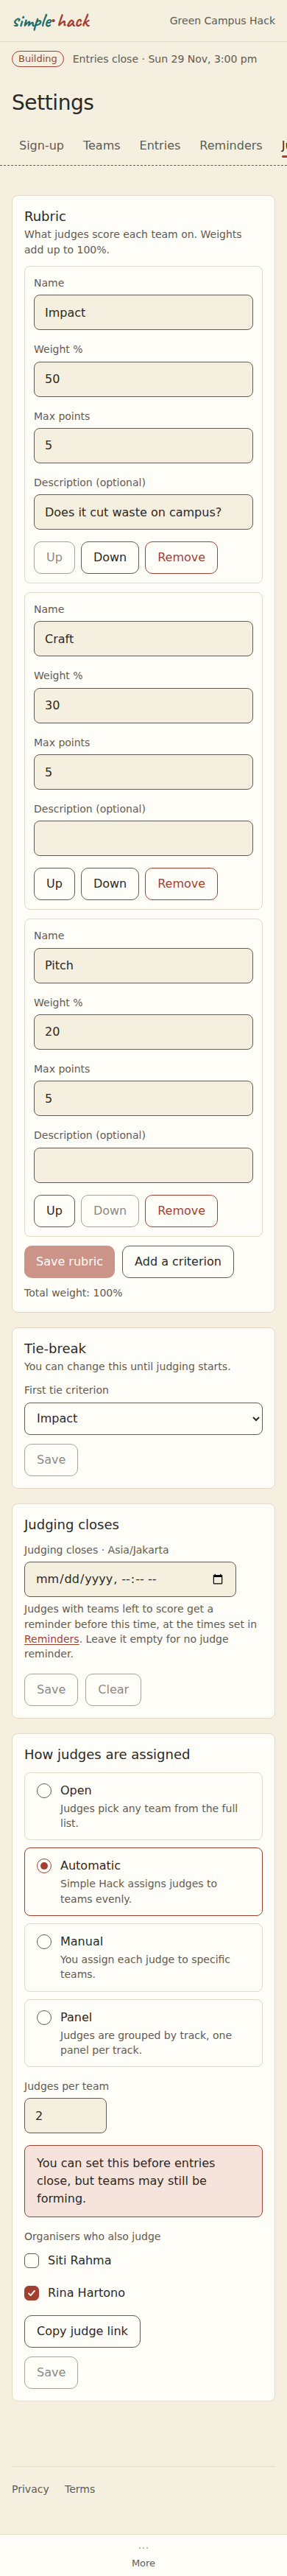 simple hack
Green Campus Hack
Building
Entries close · Sun 29 Nov, 3:00 pm
Settings
Sign-up
Teams
Entries
Reminders
Rubric
What judges score each team on. Weights
add up to 100%.
Name
Impact
Weight %
50
Max points
5
Description (optional)
Does it cut waste on campus?
Up
Down
Remove
Name
Craft
Weight %
30
Max points
5
Description (optional)
Up
Down
Remove
Name
Pitch
Weight %
20
Max points
5
Description (optional)
Up
Down
Remove
Save rubric
Add a criterion
Total weight: 100%
Tie-break
You can change this until judging starts.
First tie criterion
Impact
Save
Judging closes
Judging closes · Asia/Jakarta
mm/dd/yyyy, --:-- --
Judges with teams left to score get a
reminder before this time, at the times set in
Reminders. Leave it empty for no judge
reminder.
Save
Clear
How judges are assigned
Open
Judges pick any team from the full
list.
Automatic
Simple Hack assigns judges to
teams evenly.
Manual
You assign each judge to specific
teams.
Panel
Judges are grouped by track, one
panel per track.
Judges per team
2
You can set this before entries
close, but teams may still be
forming.
Organisers who also judge
Siti Rahma
Rina Hartono
Copy judge link
Save
Privacy
Terms
...
More